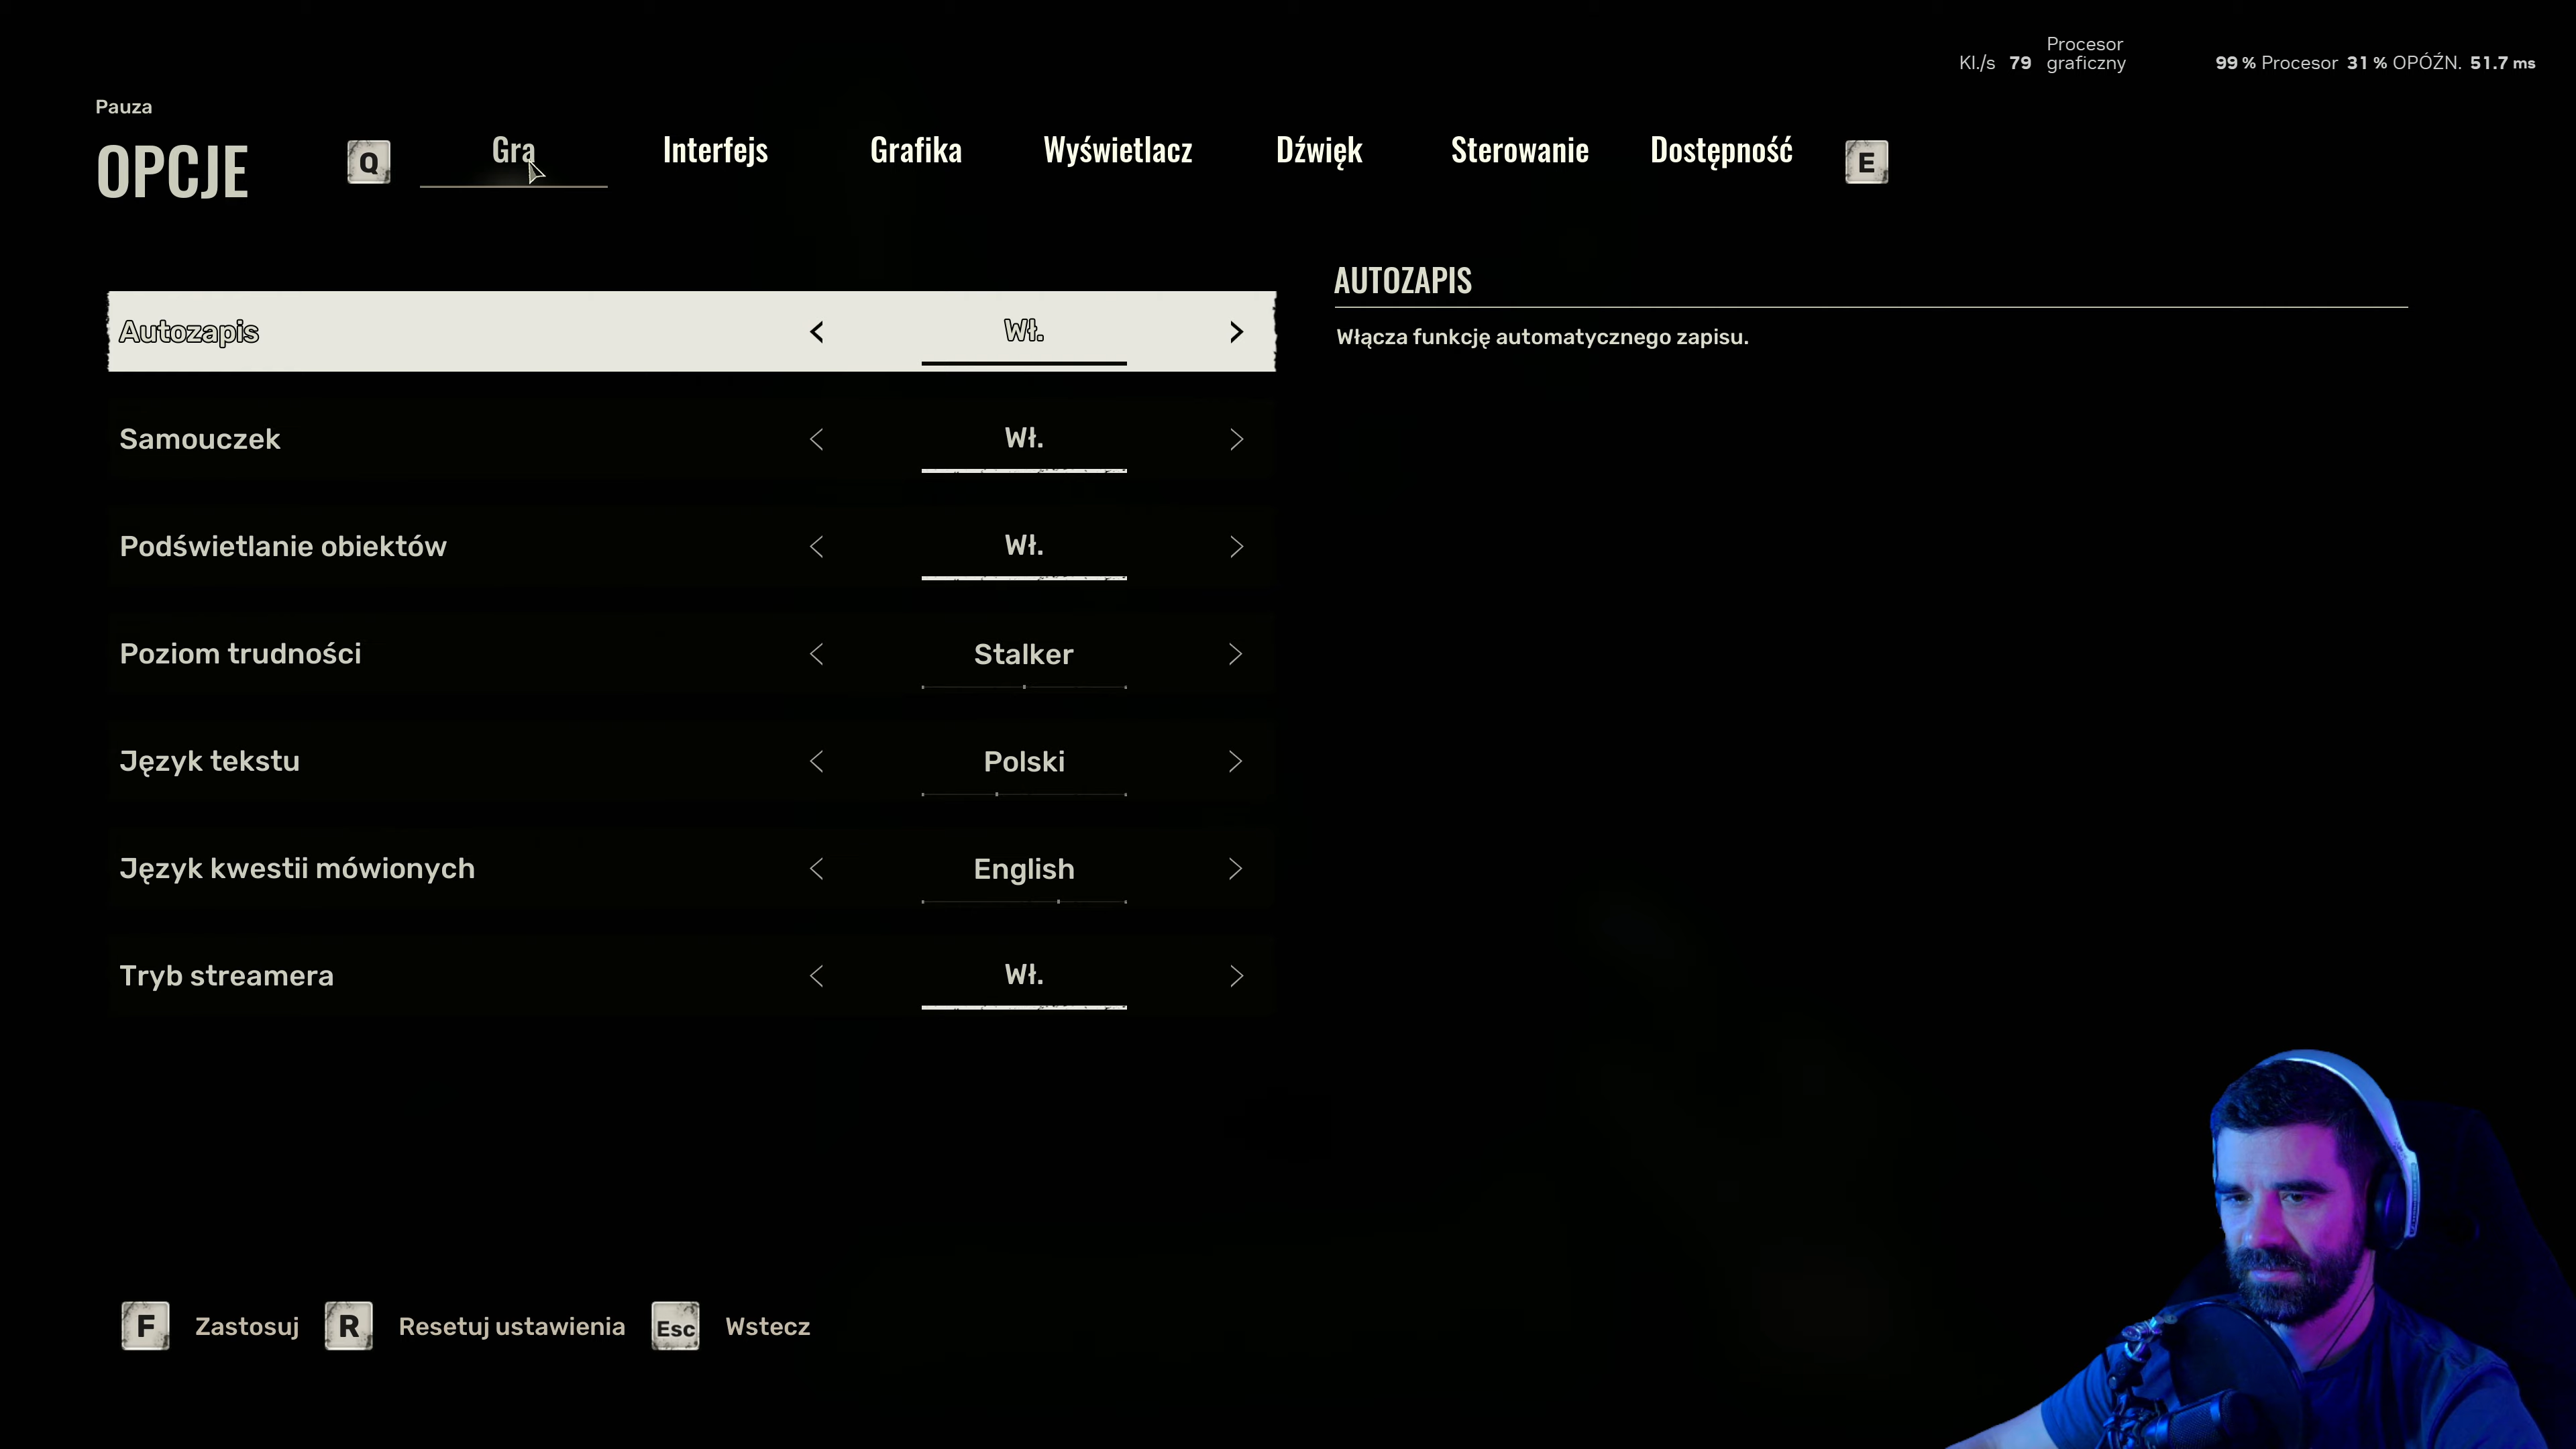 Kl./s 79 Procesor graficzny 99 % Procesor 31 % OPÓŹN. 51.7 ms
Pauza
OPCJE
Q Gra Interfejs Grafika Wyświetlacz Dźwięk Sterowanie Dostępność E
AUTOZAPIS
Włącza funkcję automatycznego zapisu.
Autozapis Wł.
Samouczek Wł.
Podświetlanie obiektów Wł.
Poziom trudności Stalker
Język tekstu Polski
Język kwestii mówionych English
Tryb streamera Wł.
F Zastosuj R Resetuj ustawienia Esc Wstecz